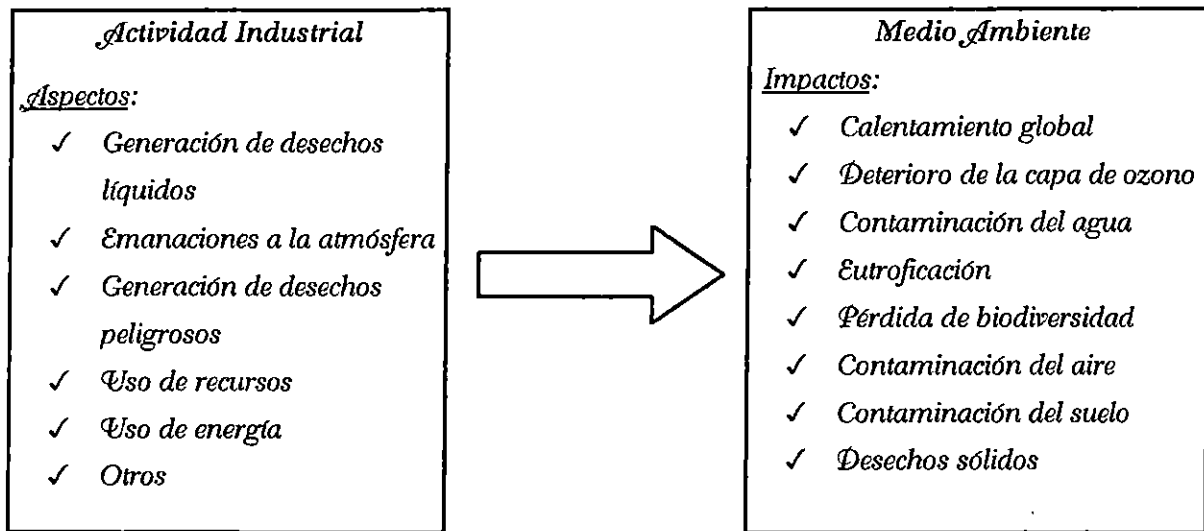 Actividad Industrial
Aspectos:
✓ Generación de desechos
líquidos
✓ Emanaciones a la atmósfera
✓ Generación de desechos
peligrosos
✓ Uso de recursos
✓ Uso de energía
✓ Otros
Medio Ambiente
Impactos:
✓ Calentamiento global
✓ Deterioro de la capa de ozono
✓ Contaminación del agua
✓ Eutroficación
✓ Pérdida de biodiversidad
✓ Contaminación del aire
✓ Contaminación del suelo
✓ Desechos sólidos